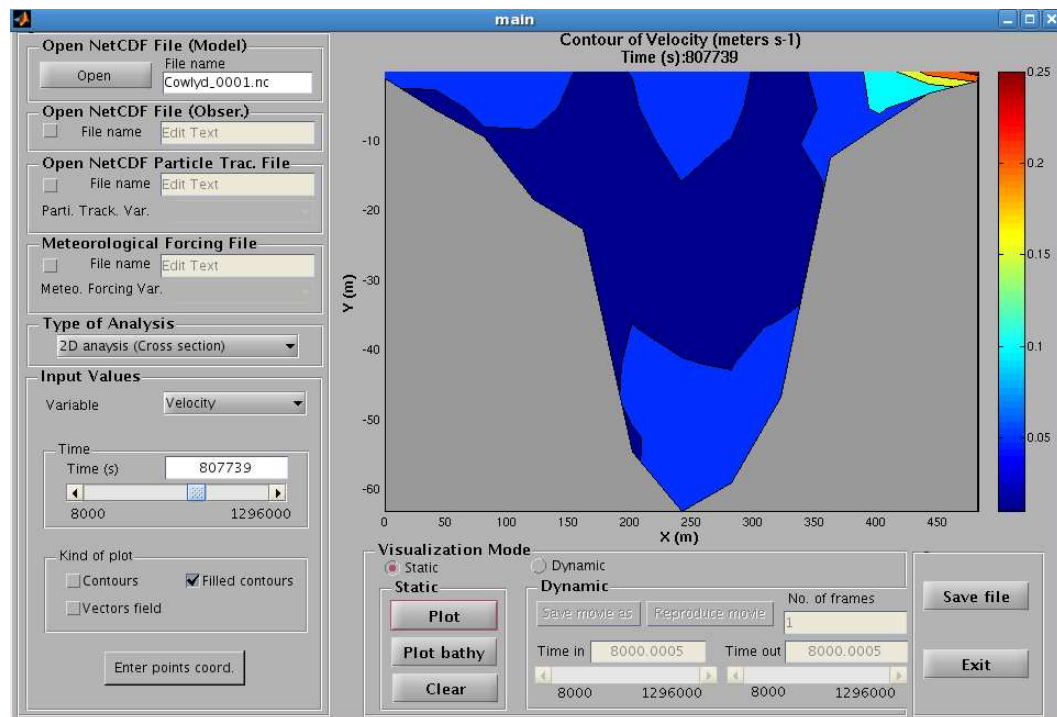 main
Open NetCDF File (Model)
Open
File name
Cowlyd_0001.nc
Open NetCDF File (Obser.)
File name
Edit Text
Open NetCDF Particle Trac. File
File name
Edit Text
Parti. Track. Var.
Meteorological Forcing File
File name
Edit Text
Meteo. Forcing Var.
Type of Analysis
2D anaysis (Cross section)
Input Values
Variable
Velocity
Time
Time (s)
807739
8000
1296000
Kind of plot
Contours
Filled contours
Vectors field
Enter points coord.
Contour of Velocity (meters s-1)
Time (s):807739
-10
-20
-30
-40
-50
-60
Y (m)
0
50
100
150
200
250
300
350
400
450
X (m)
0.25
0.2
0.15
0.1
0.05
Visualization Mode
Static
Dynamic
Static
Plot
Plot bathy
Clear
Dynamic
Save movie as
Reproduce movie
No. of frames
1
Time in
8000.0005
Time out
8000.0005
8000
1296000
8000
1296000
Save file
Exit